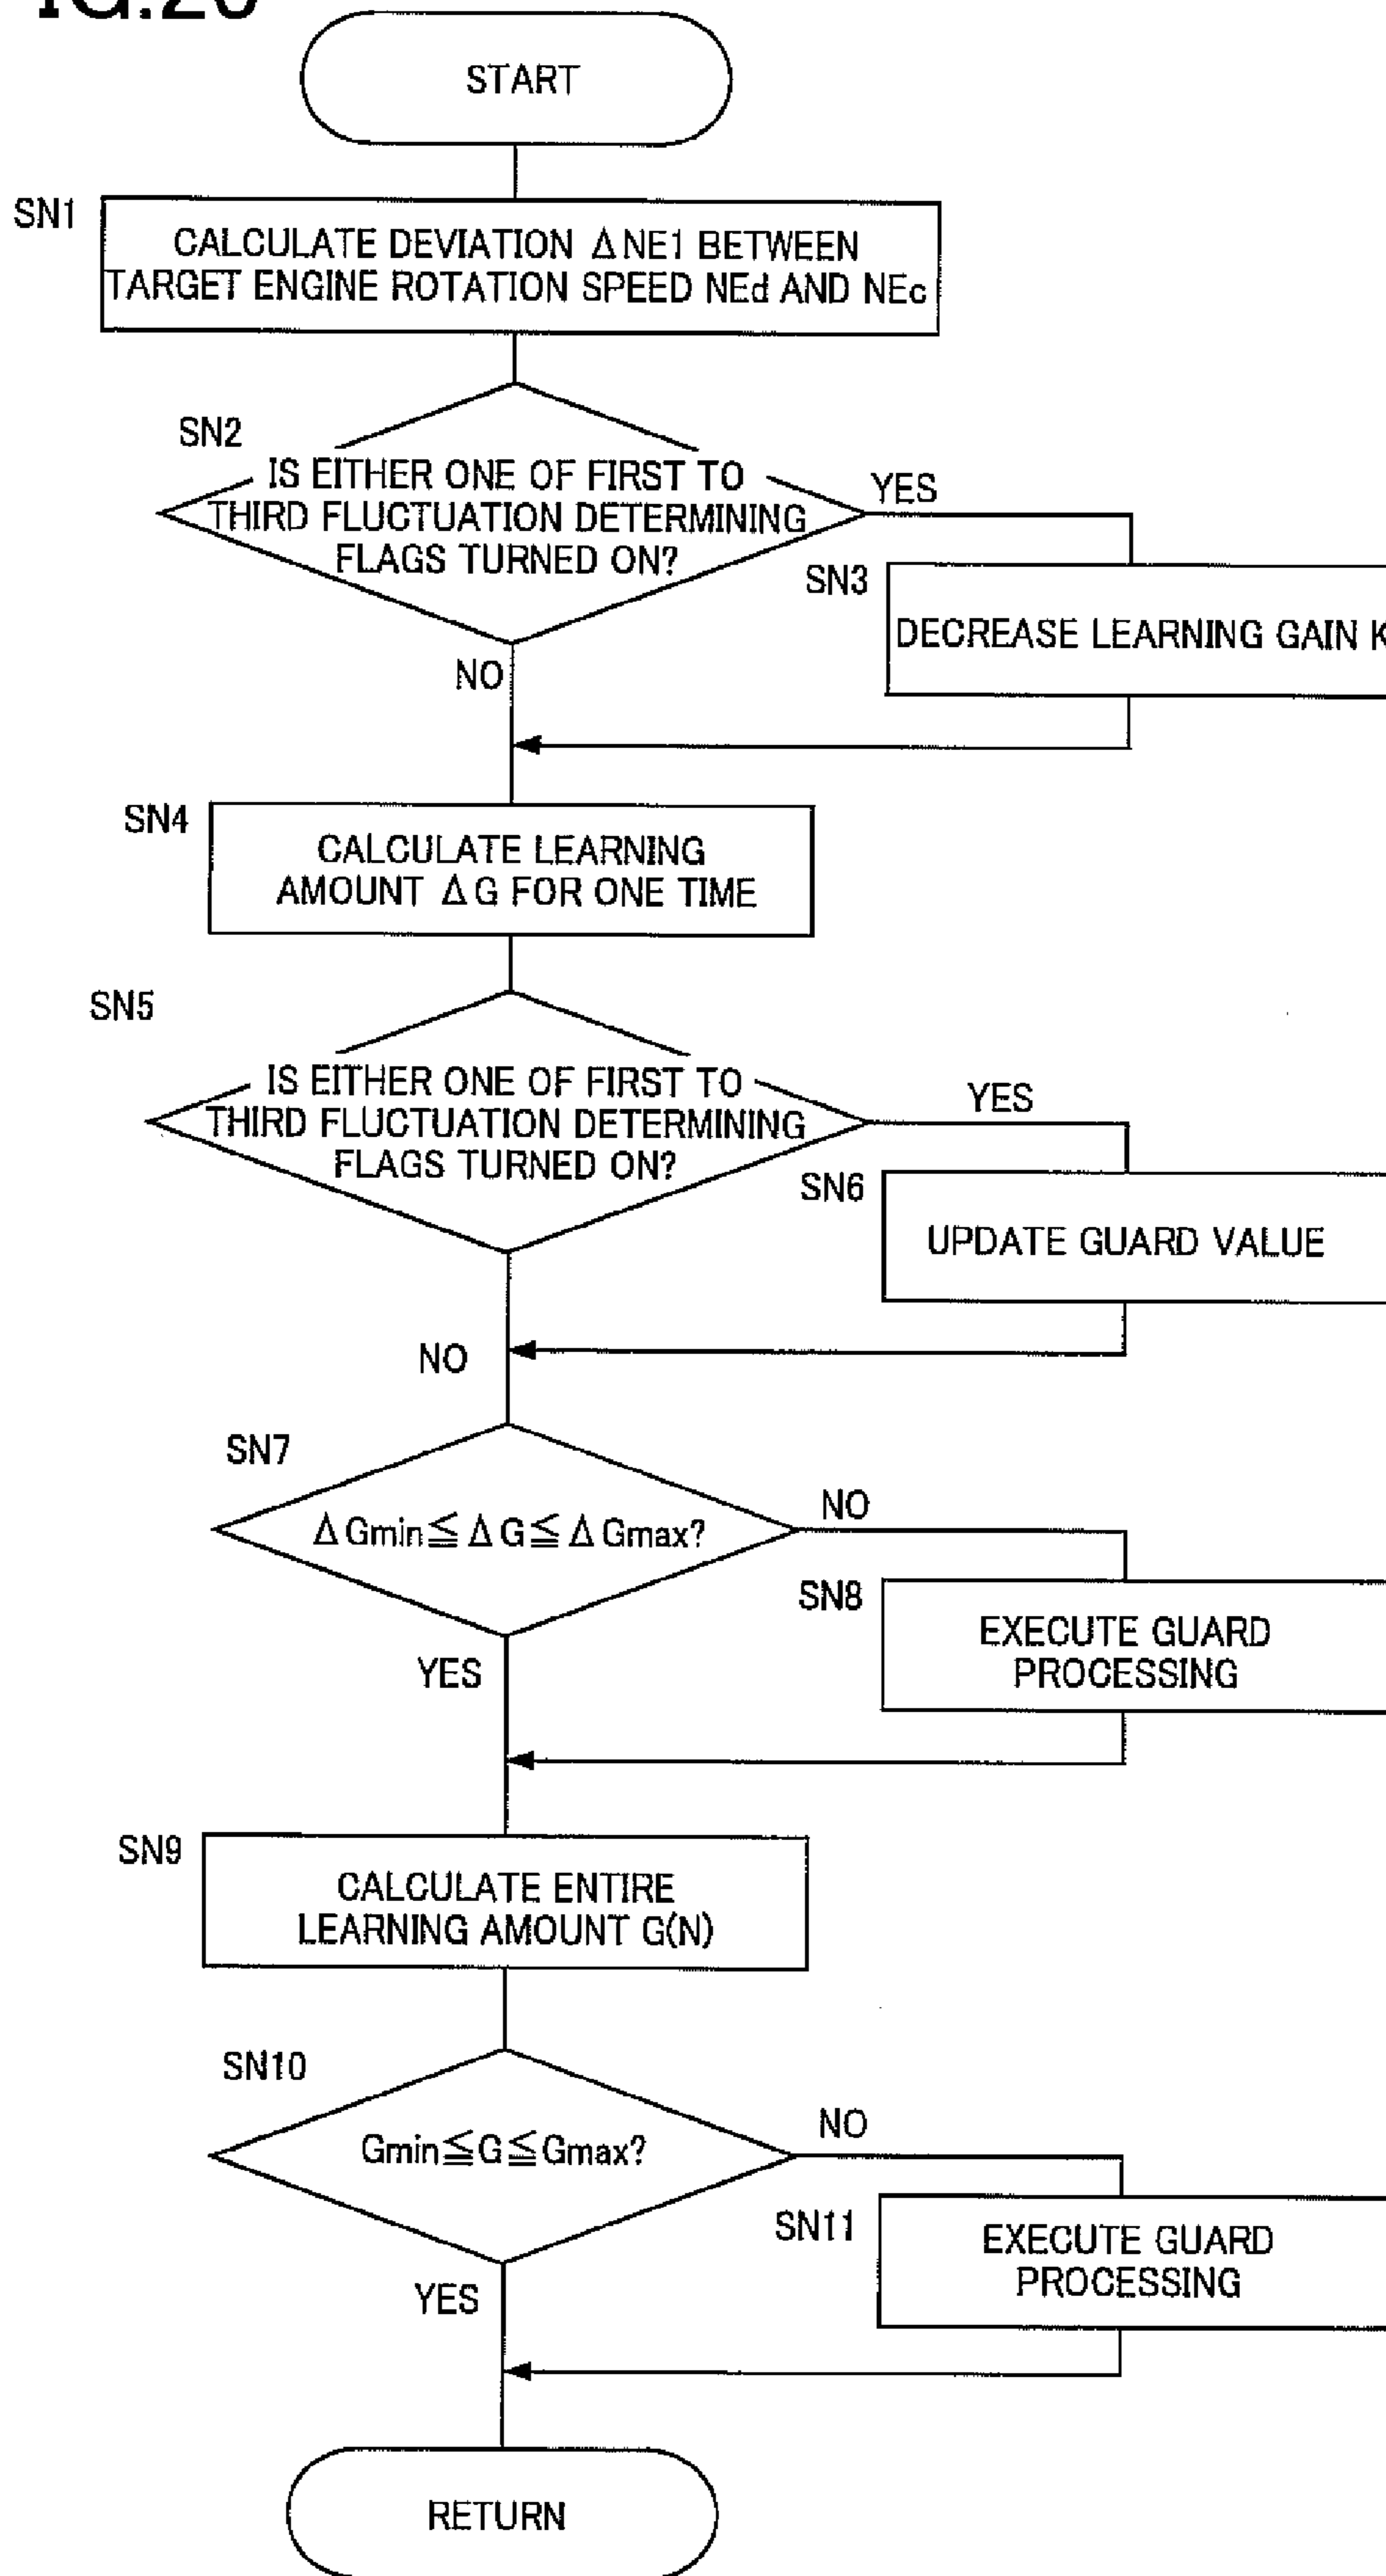 START
SN1
CALCULATE DEVIATION ΔNE1 BETWEEN
TARGET ENGINE ROTATION SPEED NEd AND NEc
SN2
IS EITHER ONE OF FIRST TO
THIRD FLUCTUATION DETERMINING
FLAGS TURNED ON?
YES
SN3
DECREASE LEARNING GAIN K
NO
SN4
CALCULATE LEARNING
AMOUNT ΔG FOR ONE TIME
SN5
IS EITHER ONE OF FIRST TO
THIRD FLUCTUATION DETERMINING
FLAGS TURNED ON?
YES
SN6
UPDATE GUARD VALUE
NO
SN7
ΔGmin≦ΔG≦ΔGmax?
NO
SN8
EXECUTE GUARD
PROCESSING
YES
SN9
CALCULATE ENTIRE
LEARNING AMOUNT G(N)
SN10
Gmin≦G≦Gmax?
NO
SN11
EXECUTE GUARD
PROCESSING
YES
RETURN